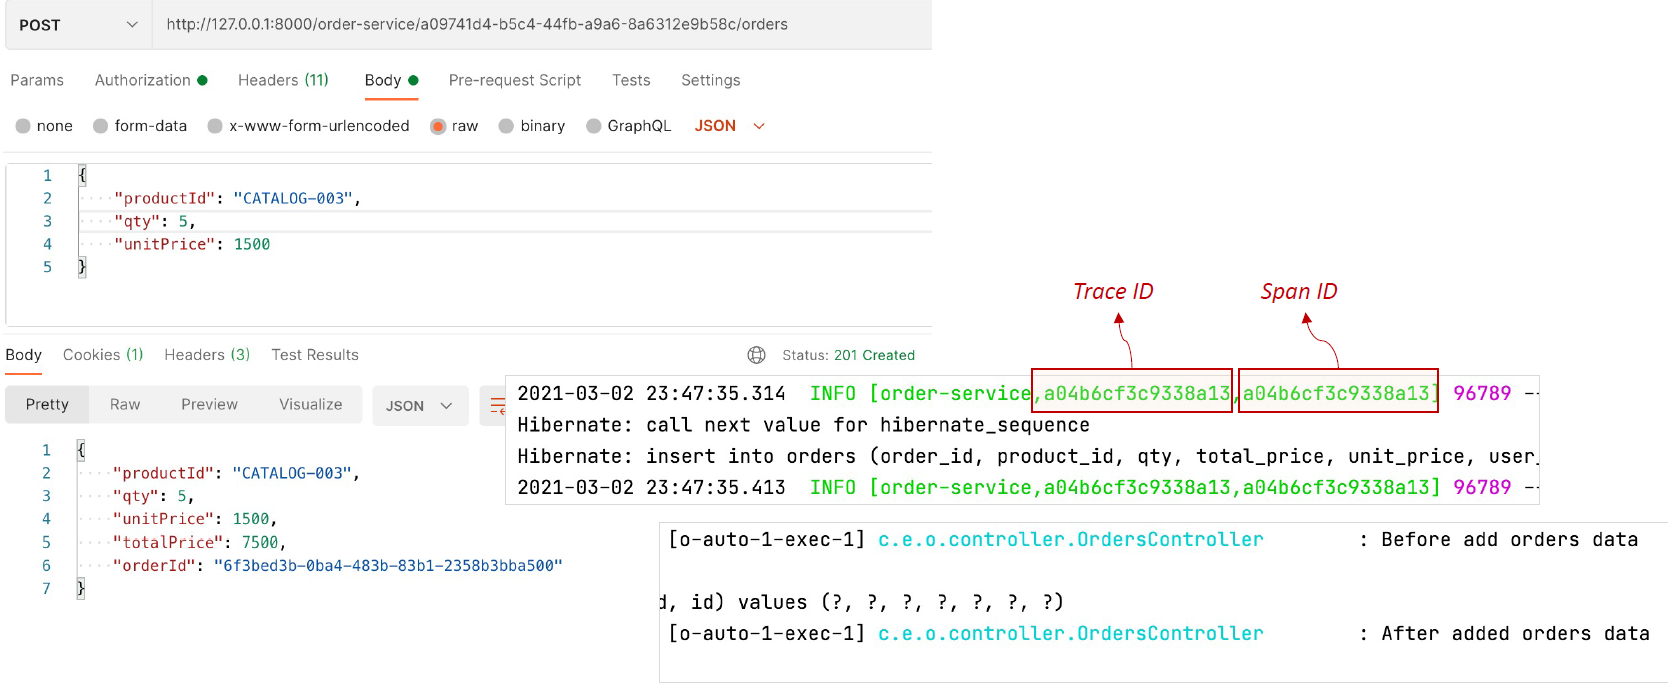 POST http://127.0.0.1:8000/order-service/a09741d4-b5c4-44fb-a9a6-8a6312e9b58c/orders
Params Authorization Headers (11) Body Pre-request Script Tests Settings
none form-data x-www-form-urlencoded raw binary GraphQL JSON
1 {
2 "productId": "CATALOG-003",
3 "qty": 5,
4 "unitPrice": 1500
5 }
Trace ID Span ID
Body Cookies (1) Headers (3) Test Results Status: 201 Created
Pretty Raw Preview Visualize JSON
1 {
2 "productId": "CATALOG-003",
3 "qty": 5,
4 "unitPrice": 1500,
5 "totalPrice": 7500,
6 "orderId": "6f3bed3b-0ba4-483b-83b1-2358b3bba500"
7 }
2021-03-02 23:47:35.314 INFO [order-service,a04b6cf3c9338a13,a04b6cf3c9338a13] 96789 --
Hibernate: call next value for hibernate_sequence
Hibernate: insert into orders (order_id, product_id, qty, total_price, unit_price, user_
2021-03-02 23:47:35.413 INFO [order-service,a04b6cf3c9338a13,a04b6cf3c9338a13] 96789 --
[o-auto-1-exec-1] c.e.o.controller.OrdersController : Before add orders data
d, id) values (?, ?, ?, ?, ?, ?, ?)
[o-auto-1-exec-1] c.e.o.controller.OrdersController : After added orders data